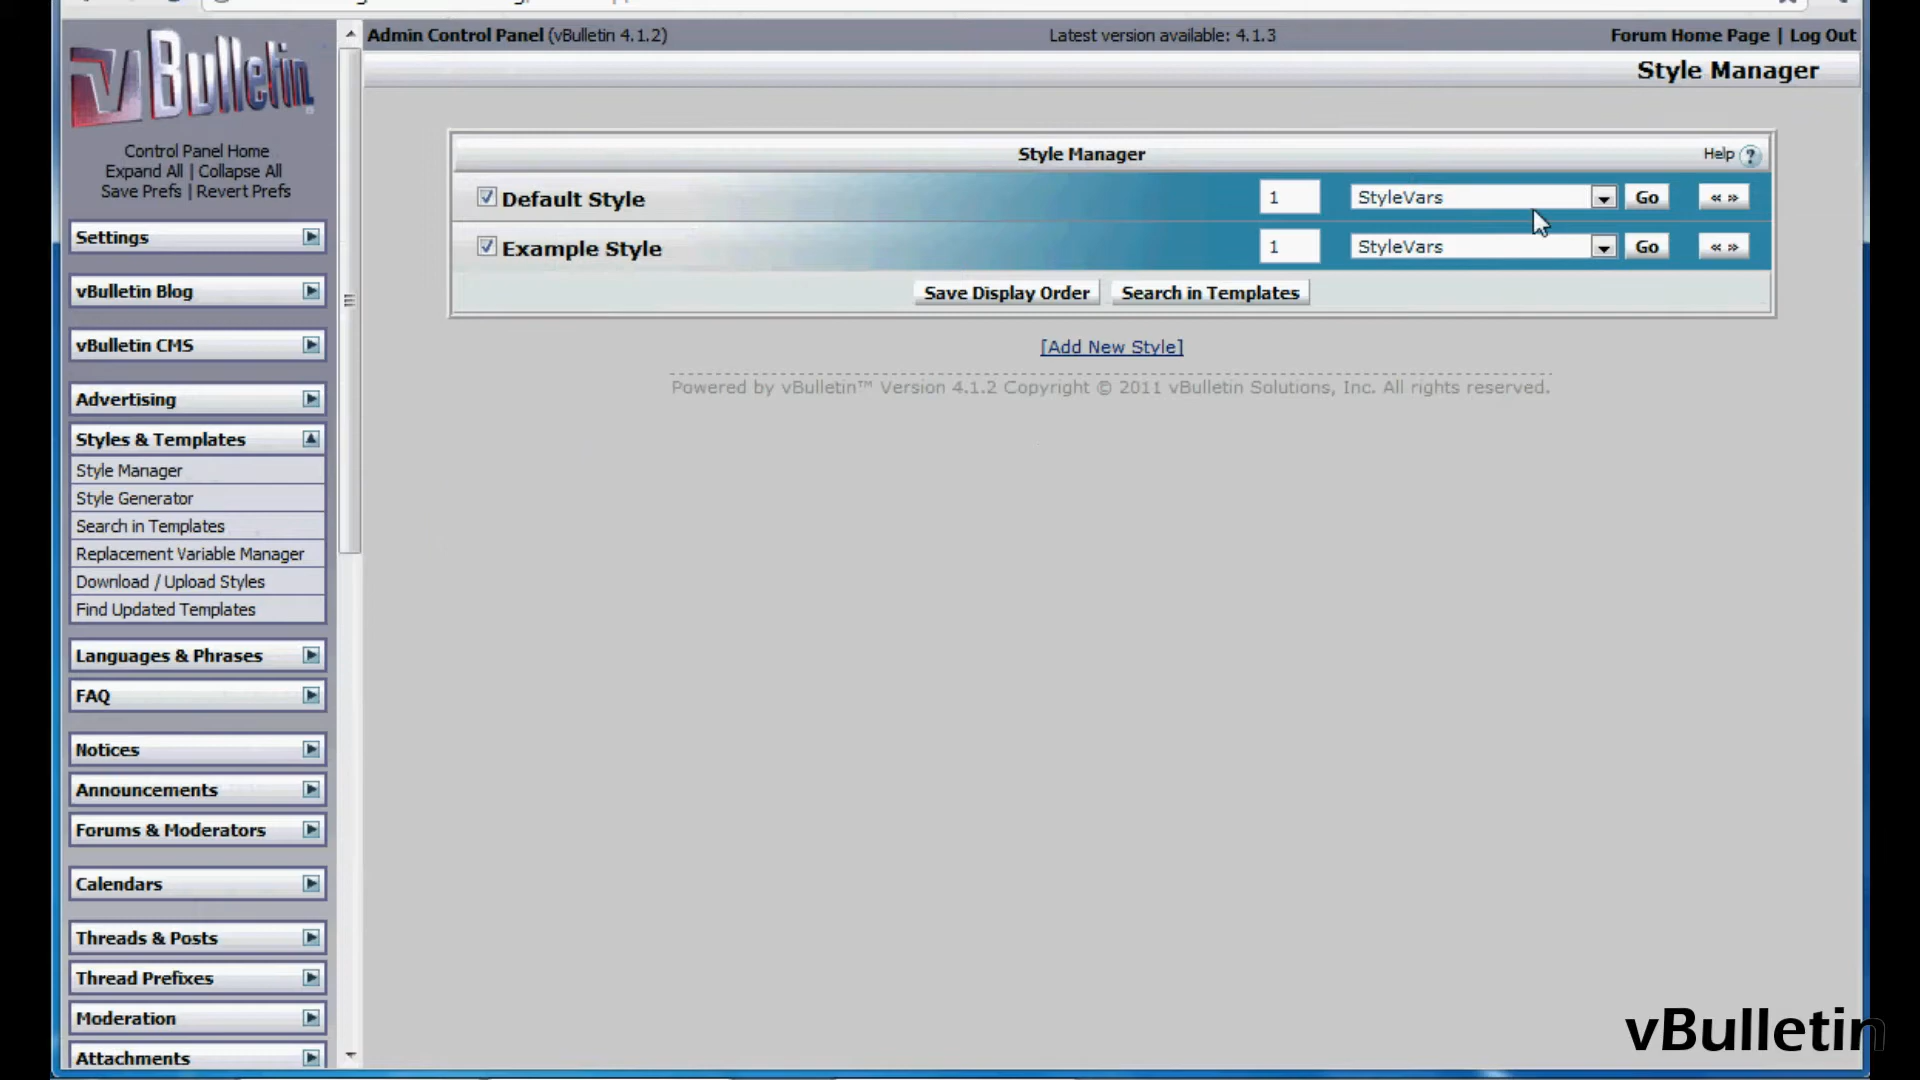 vBulletin
Admin Control Panel (vBulletin 4.1.2)
Latest version available: 4.1.3
Forum Home Page | Log Out
Style Manager
Control Panel Home
Expand All | Collapse All
Save Prefs | Revert Prefs
Settings
vBulletin Blog
vBulletin CMS
Advertising
Styles & Templates
Style Manager
Style Generator
Search in Templates
Replacement Variable Manager
Download / Upload Styles
Find Updated Templates
Languages & Phrases
FAQ
Notices
Announcements
Forums & Moderators
Calendars
Threads & Posts
Thread Prefixes
Moderation
Attachments
Style Manager
Help ?
Default Style 1 StyleVars Go « »
Example Style 1 StyleVars Go « »
Save Display Order Search in Templates
[Add New Style]
Powered by vBulletin™ Version 4.1.2 Copyright © 2011 vBulletin Solutions, Inc. All rights reserved.
vBulletin